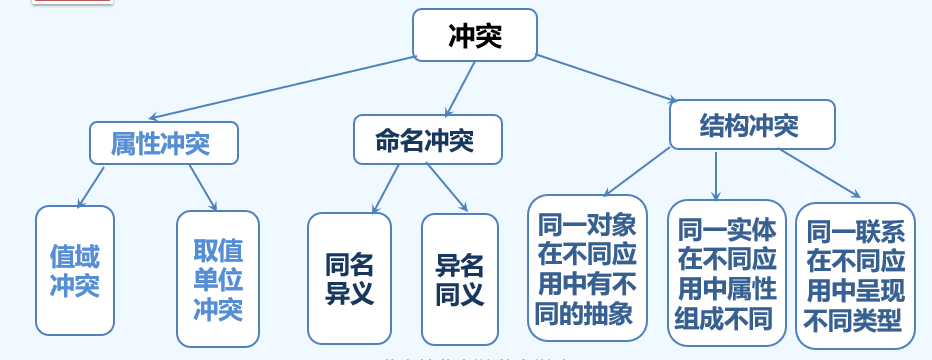 冲突
属性冲突
命名冲突
结构冲突
值域
冲突
取值
单位
冲突
同名
异义
异名
同义
同一对象
在不同应
用中有不
同的抽象
同一实体
在不同应
用中属性
组成不同
同一联系
在不同应
用中呈现
不同类型